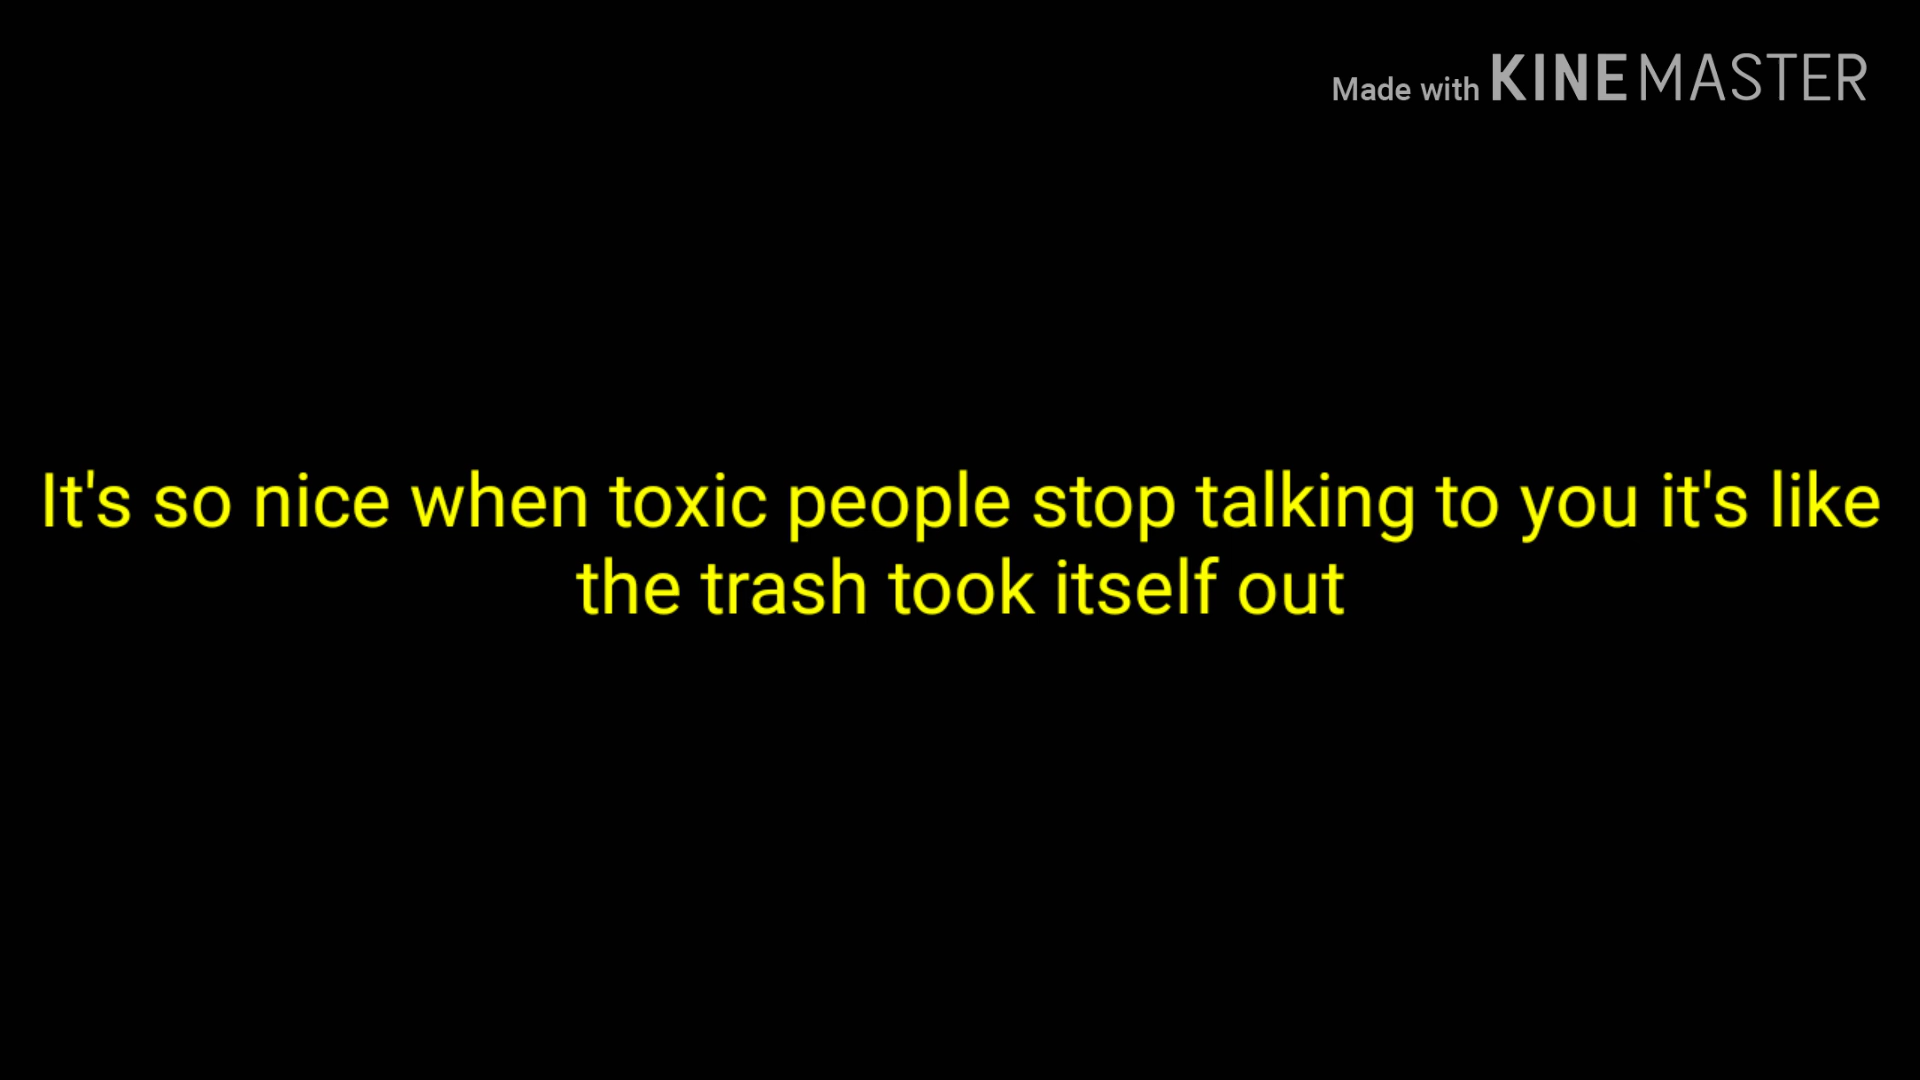 Made with KINEMASTER
It's so nice when toxic people stop talking to you it's like
the trash took itself out